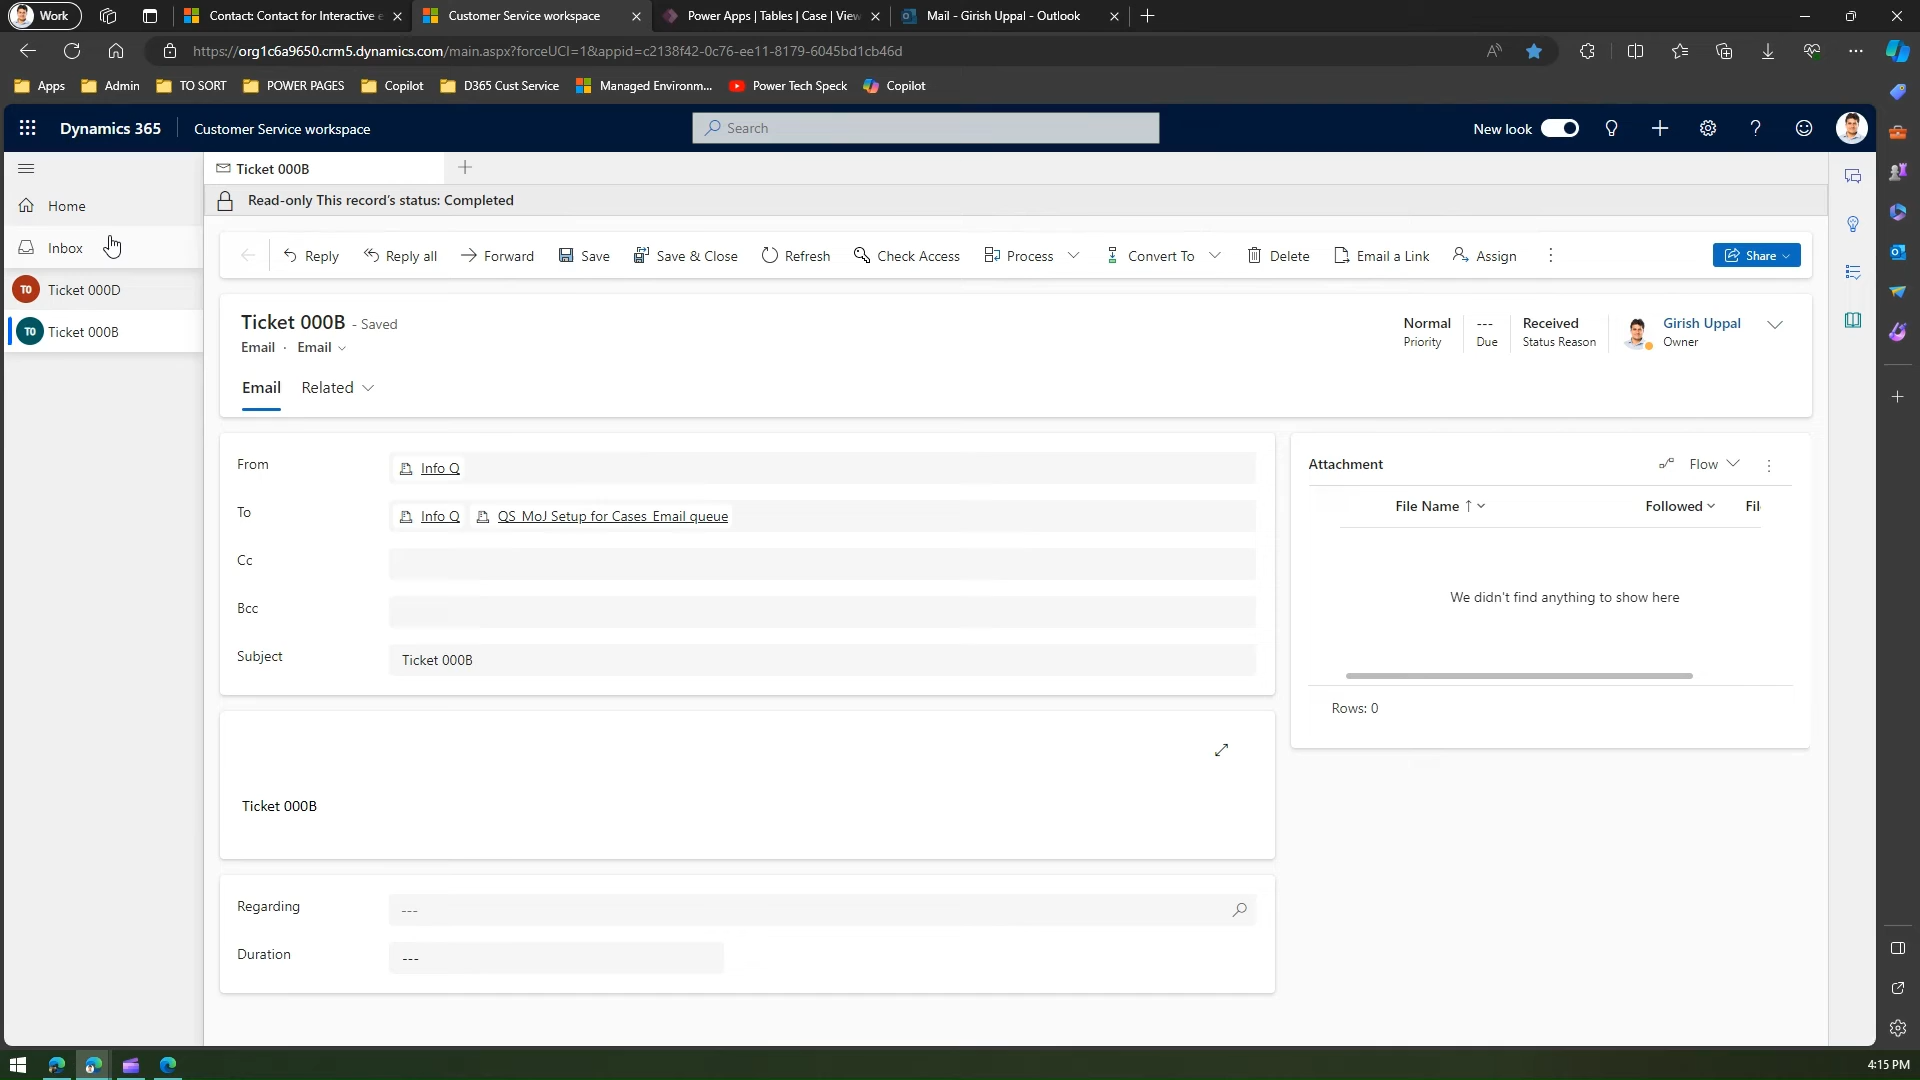 Work
Contact: Contact for Interactive e
Customer Service workspace
Power Apps | Tables | Case | View
Mail - Girish Uppal - Outlook
https://org1c6a9650.crm5.dynamics.com/main.aspx?forceUCI=1&appid=c2138f42-0c76-ee11-8179-6045bd1cb46d
Apps
Admin
TO SORT
POWER PAGES
Copilot
D365 Cust Service
Managed Environm...
Power Tech Speck
Copilot
Dynamics 365
Customer Service workspace
Search
New look
Home
Inbox
T0
Ticket 000D
T0
Ticket 000B
Ticket 000B
Read-only This record's status: Completed
Reply
Reply all
Forward
Save
Save & Close
Refresh
Check Access
Process
Convert To
Delete
Email a Link
Assign
Share
Ticket 000B - Saved
Email · Email
Normal
Priority
---
Due
Received
Status Reason
Girish Uppal
Owner
Email
Related
From
Info Q
To
Info Q
QS MoJ Setup for Cases Email queue
Cc
Bcc
Subject
Ticket 000B
Ticket 000B
Regarding
---
Duration
---
Attachment
Flow
File Name
Followed
Fil
We didn't find anything to show here
Rows: 0
4:15 PM